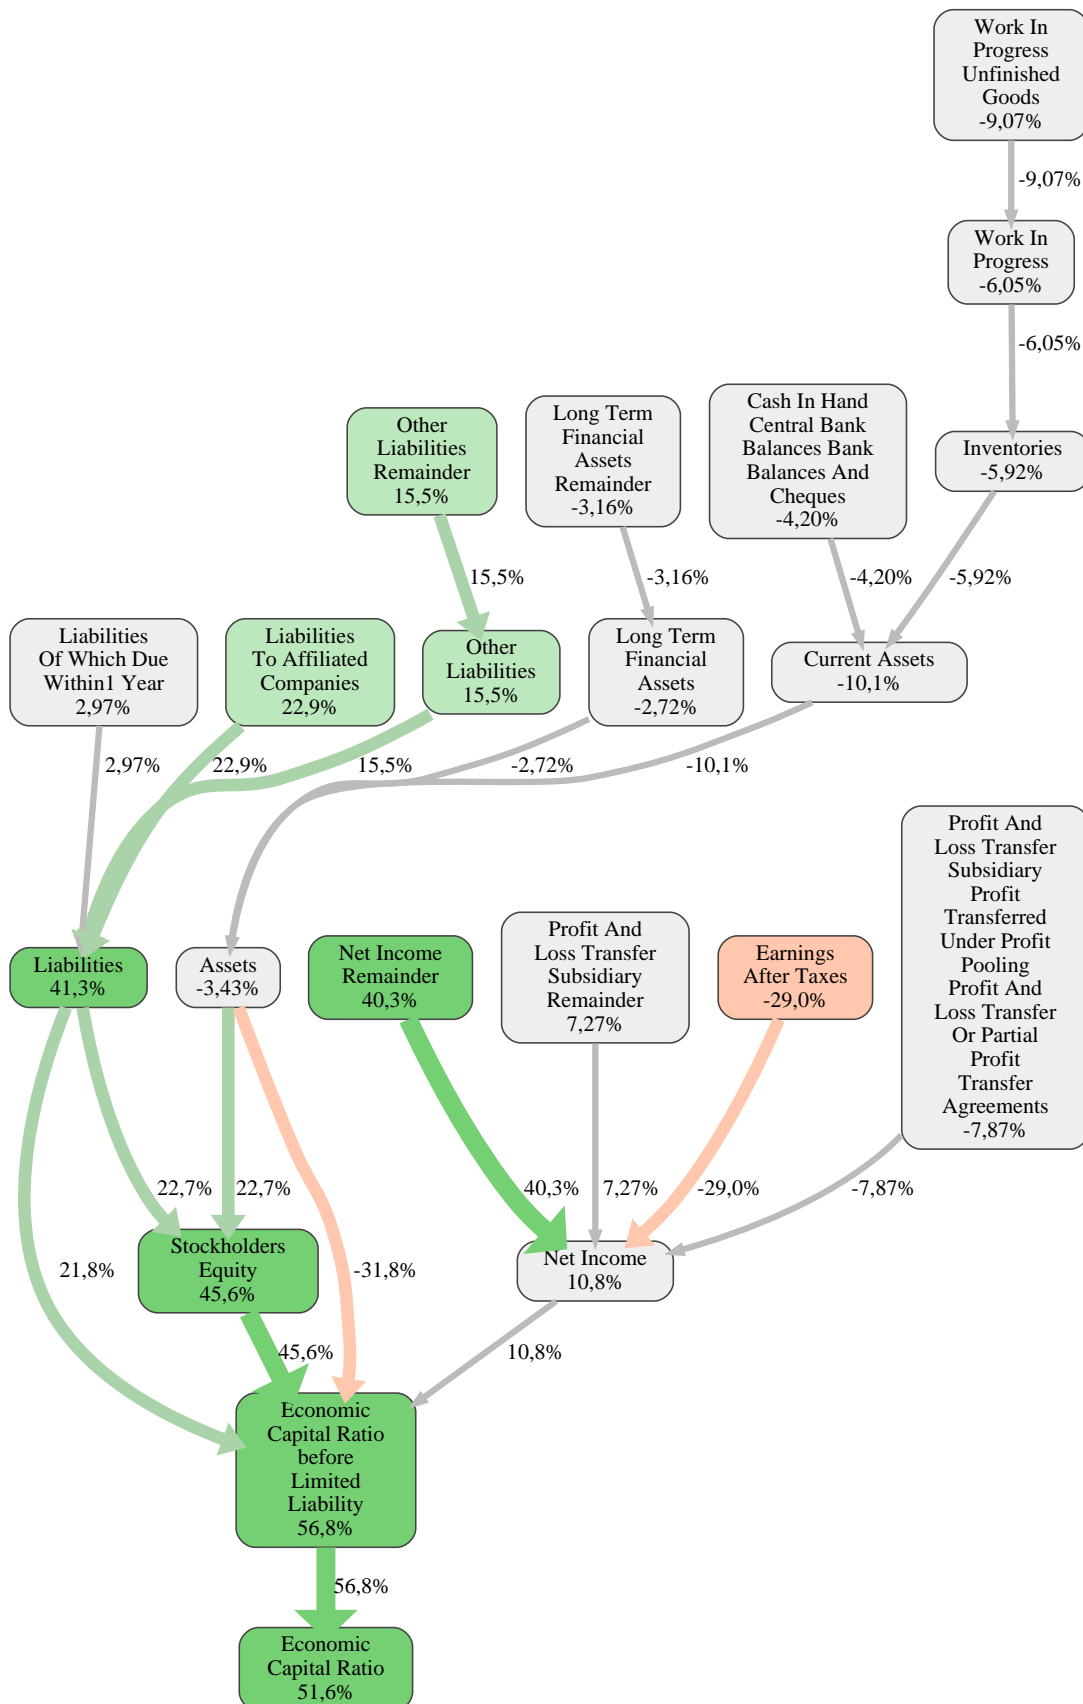 Work In
Progress
Unfinished
Goods
-9,07%
-9,07%
Work In
Progress
-6,05%
-6,05%
Other
Liabilities
Remainder
15,5%
Long Term
Financial
Assets
Remainder
-3,16%
Cash In Hand
Central Bank
Balances Bank
Balances And
Cheques
-4,20%
Inventories
-5,92%
15,5%
-3,16%
-4,20%
-5,92%
Liabilities
Of Which Due
Within1 Year
2,97%
Liabilities
To Affiliated
Companies
22,9%
Other
Liabilities
15,5%
Long Term
Financial
Assets
-2,72%
Current Assets
-10,1%
2,97%
22,9%
15,5%
-2,72%
-10,1%
Liabilities
41,3%
Assets
-3,43%
Net Income
Remainder
40,3%
Profit And
Loss Transfer
Subsidiary
Remainder
7,27%
Earnings
After Taxes
-29,0%
Profit And
Loss Transfer
Subsidiary
Profit
Transferred
Under Profit
Pooling
Profit And
Loss Transfer
Or Partial
Profit
Transfer
Agreements
-7,87%
22,7%
22,7%
40,3%
7,27%
-29,0%
-7,87%
Stockholders
Equity
45,6%
Net Income
10,8%
21,8%
-31,8%
45,6%
10,8%
Economic
Capital Ratio
before
Limited
Liability
56,8%
56,8%
Economic
Capital Ratio
51,6%